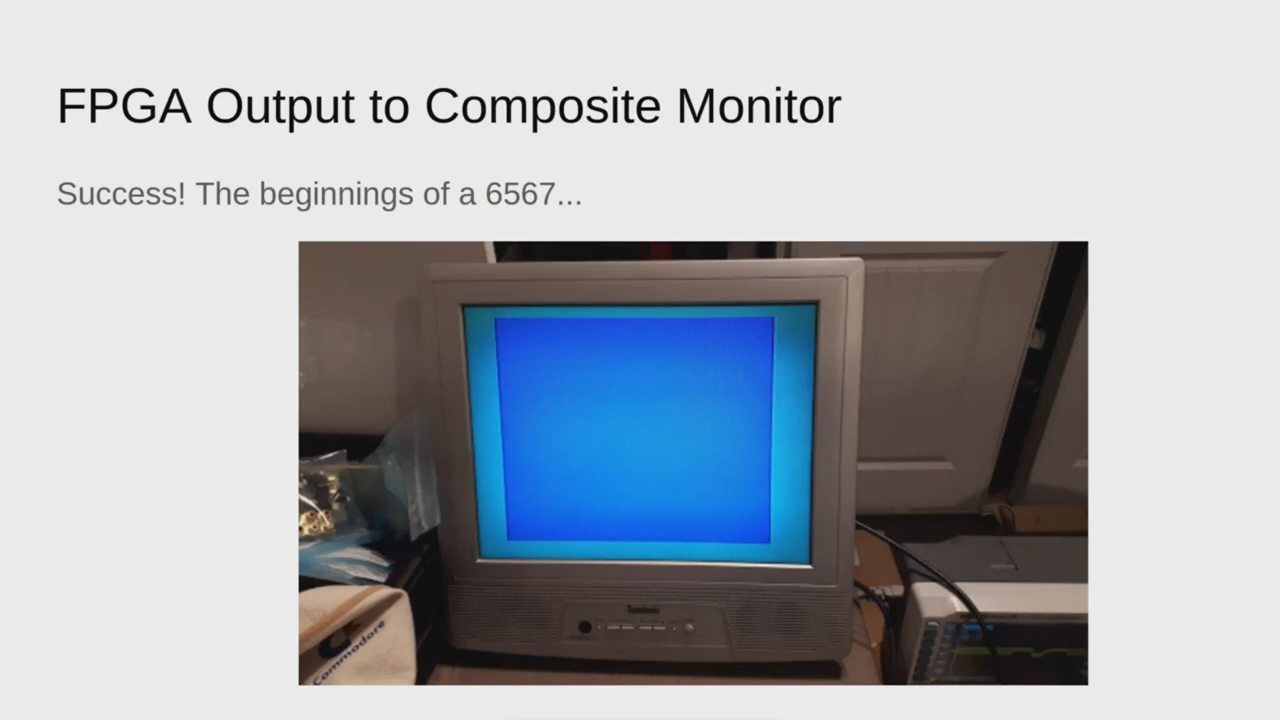 FPGA Output to Composite Monitor
Success! The beginnings of a 6567...
Commodore